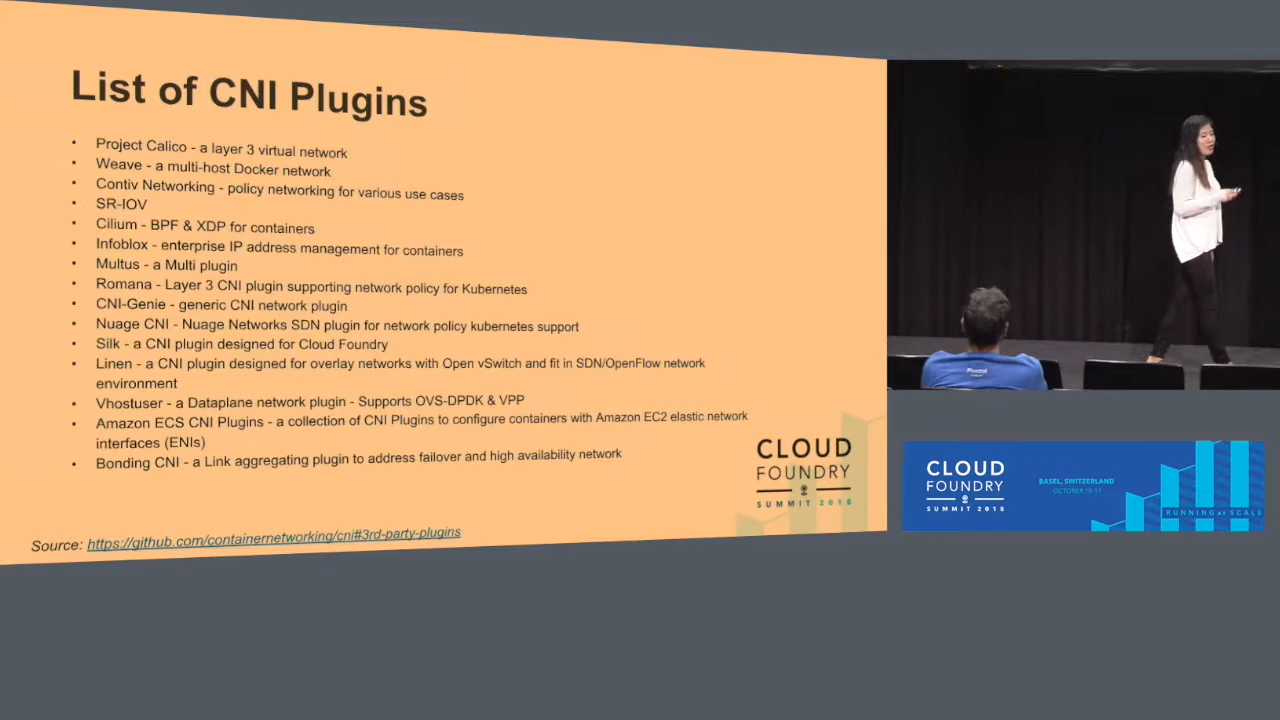 List of CNI Plugins
• Project Calico - a layer 3 virtual network
• Weave - a multi-host Docker network
• Contiv Networking - policy networking for various use cases
• SR-IOV
• Cilium - BPF & XDP for containers
• Infoblox - enterprise IP address management for containers
• Multus - a Multi plugin
• Romana - Layer 3 CNI plugin supporting network policy for Kubernetes
• CNI-Genie - generic CNI network plugin
• Nuage CNI - Nuage Networks SDN plugin for network policy kubernetes support
• Silk - a CNI plugin designed for Cloud Foundry
• Linen - a CNI plugin designed for overlay networks with Open vSwitch and fit in SDN/OpenFlow network
environment
• Vhostuser - a Dataplane network plugin - Supports OVS-DPDK & VPP
• Amazon ECS CNI Plugins - a collection of CNI Plugins to configure containers with Amazon EC2 elastic network
interfaces (ENIs)
• Bonding CNI - a Link aggregating plugin to address failover and high availability network
CLOUD
FOUNDRY
SUMMIT 2018
Source: https://github.com/containernetworking/cni#3rd-party-plugins
Pivotal
CLOUD
FOUNDRY
SUMMIT 2018
BASEL, SWITZERLAND
OCTOBER 10-11
RUNNING AT SCALE